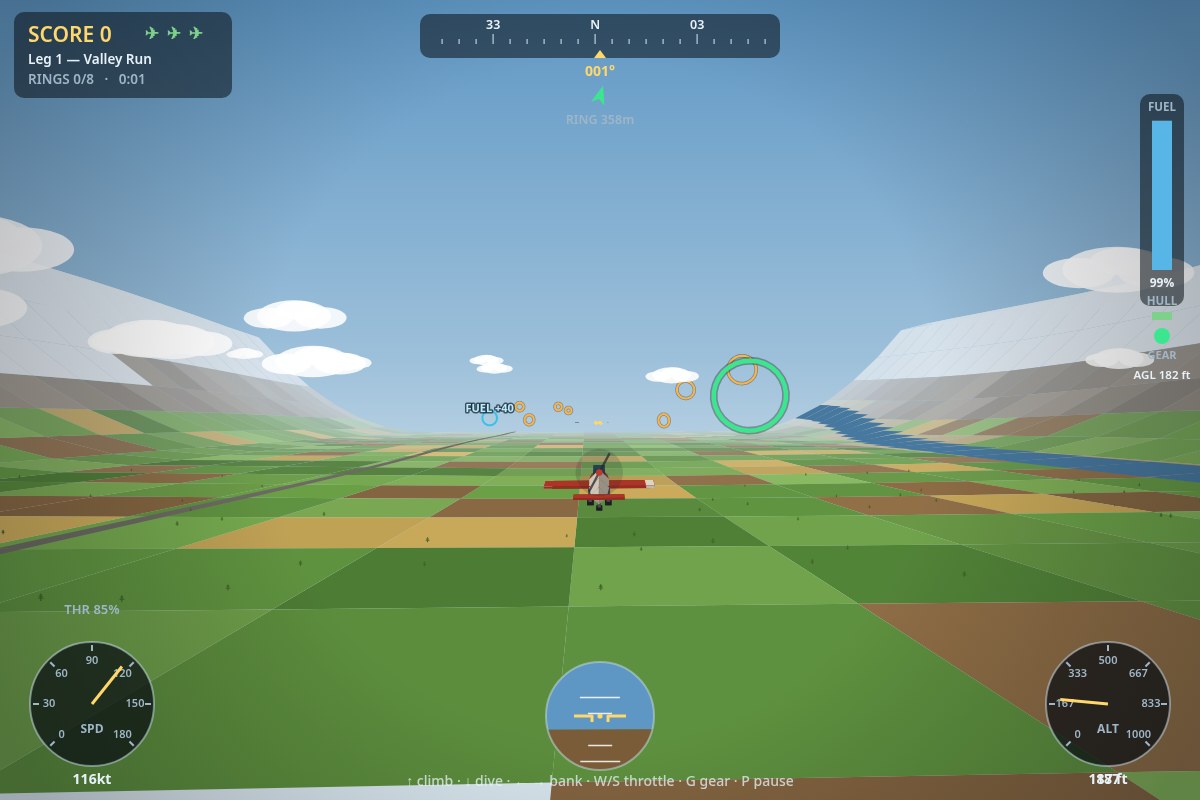 SCORE 0 ✈ ✈ ✈
Leg 1 — Valley Run
RINGS 0/8 · 0:01
33 N 03
001°
RING 358m
FUEL
99%
HULL
GEAR
AGL 182 ft
FUEL +40
THR 85%
0 30 60 90 120 150 180
SPD
116kt
0 167 333 500 667 833 1000
ALT
↑ climb · ↓ dive · bank · W/S throttle · G gear · P pause